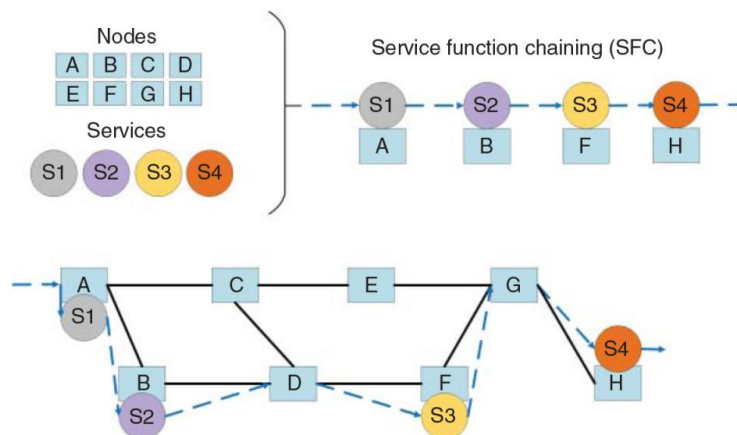 Nodes
A B C D
E F G H
Services
S1 S2 S3 S4
Service function chaining (SFC)
S1 S2 S3 S4
A B F H
A C E G
S1
S4
B D F H
S2 S3